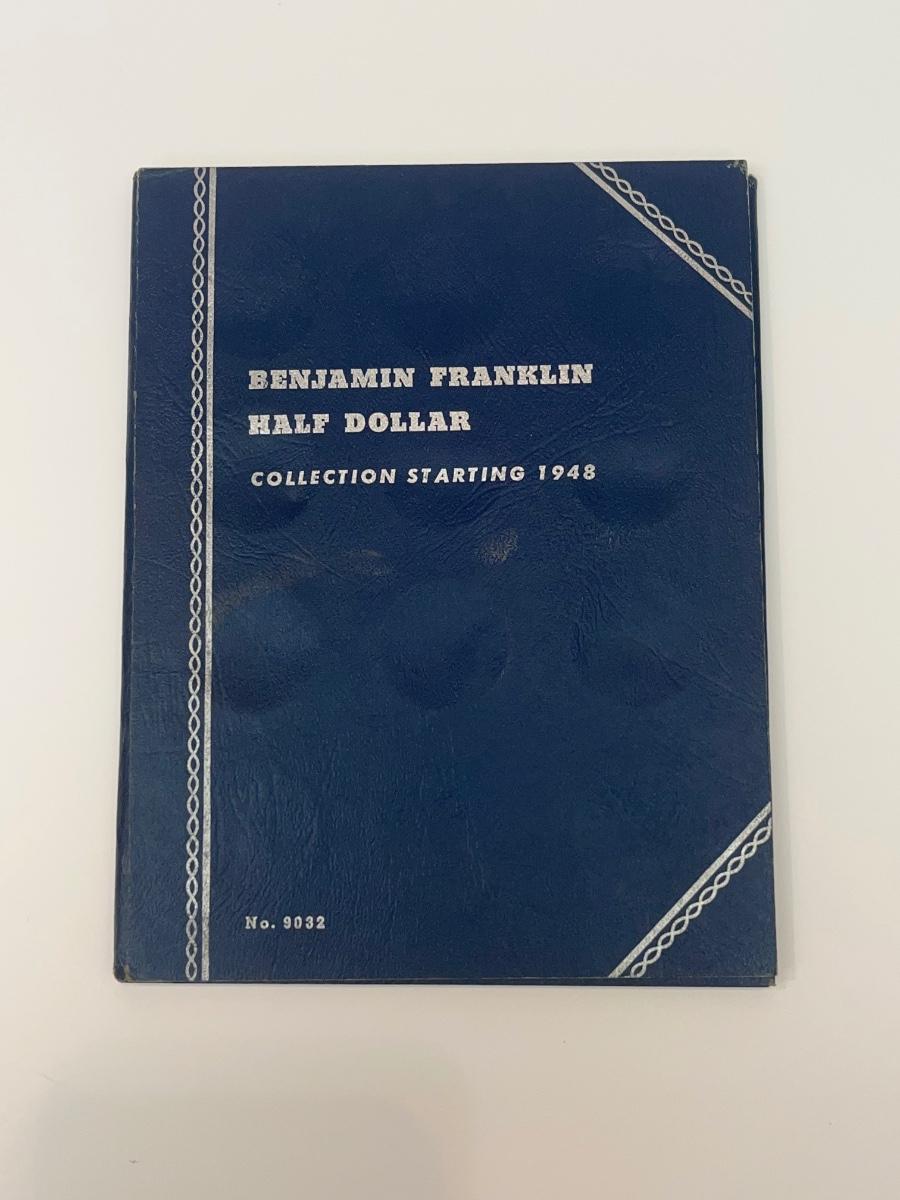 BENJAMIN FRANKLIN
HALF DOLLAR
COLLECTION STARTING 1948
No. 9032